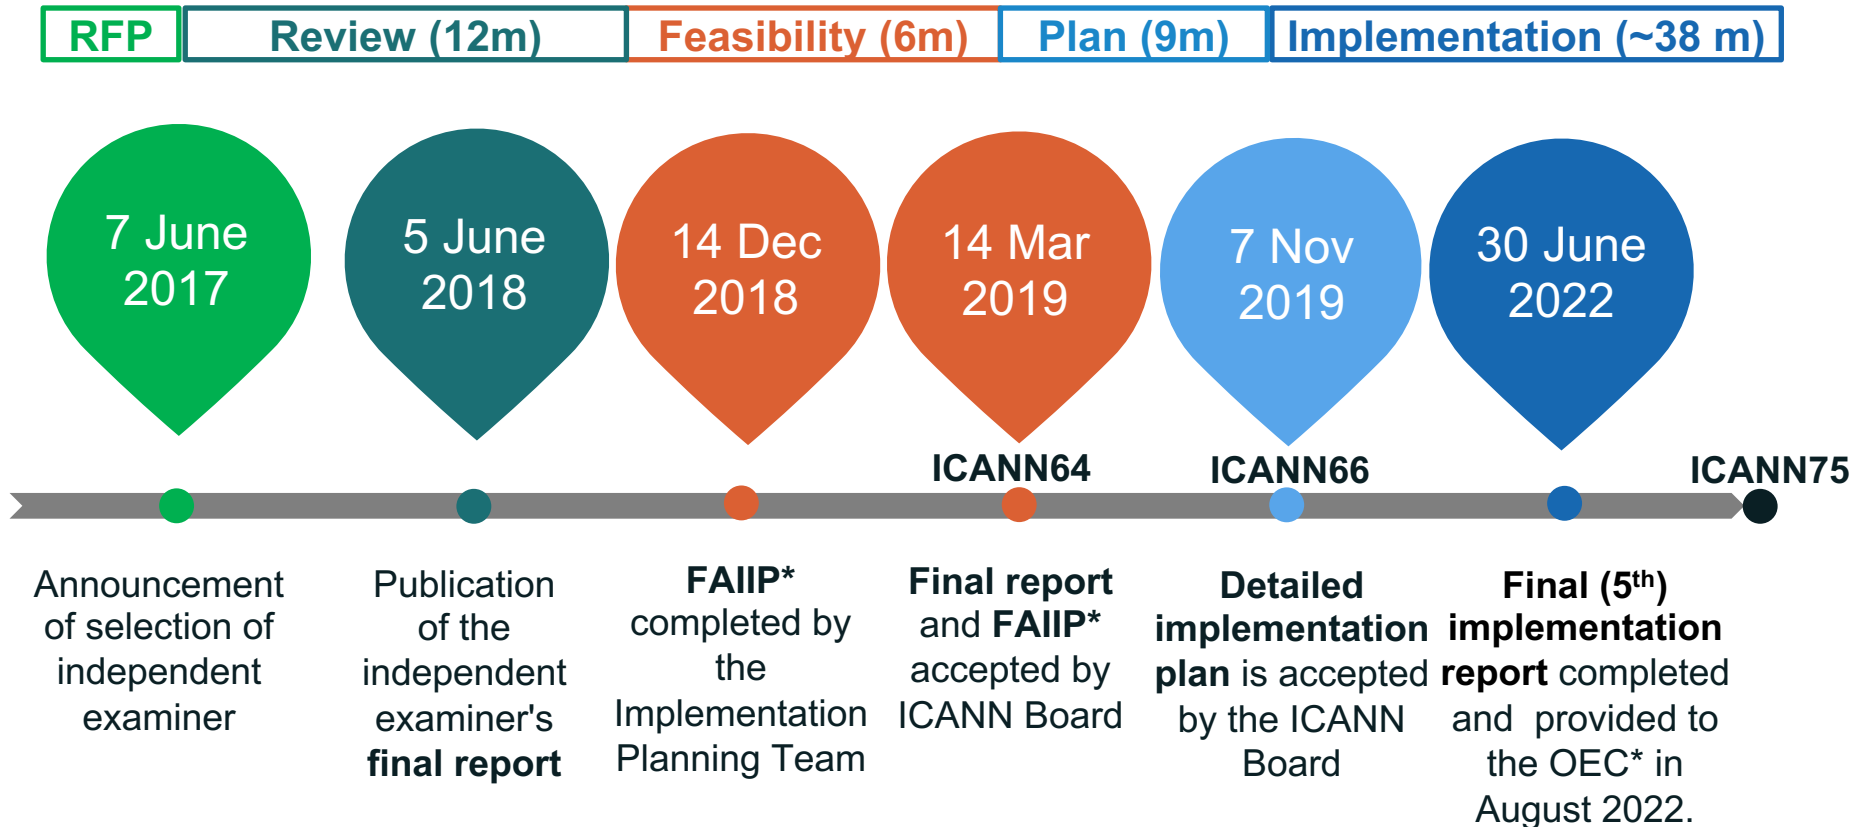 RFP
Review (12m)
Feasibility (6m)
Plan (9m)
Implementation (~38 m)
7 June
2017
5 June
2018
14 Dec
2018
14 Mar
2019
7 Nov
2019
30 June
2022
ICANN64
ICANN66
ICANN75
Announcement
of selection of
independent
examiner
Publication
of the
independent
examiner's
final report
FAIIP*
completed by
the
Implementation
Planning Team
Final report
and FAIIP*
accepted by
ICANN Board
Detailed
implementation
plan is accepted
by the ICANN
Board
Final (5th)
implementation
report completed
and  provided to
the OEC* in
August 2022.